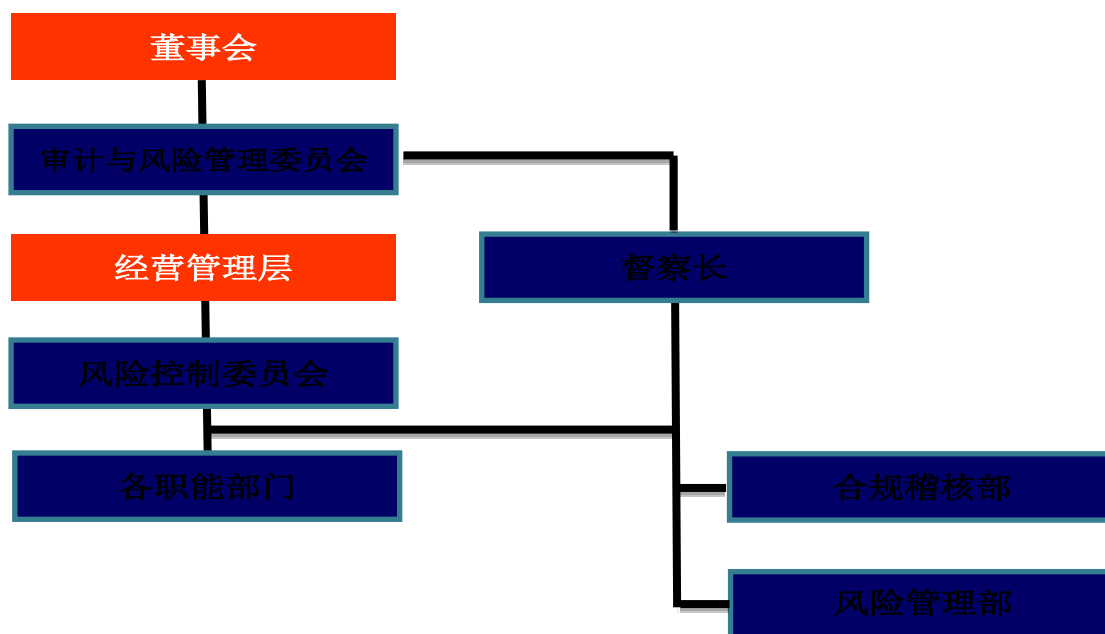 董事会
审计与风险管理委员会
经营管理层
督察长
风险控制委员会
各职能部门
合规稽核部
风险管理部